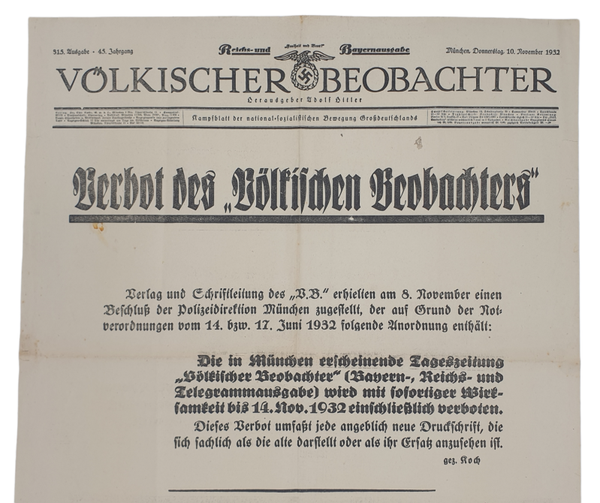 315. Ausgabe - 45. Jahrgang
Reichs- und
„Freiheit und Brot"
Bayernausgabe
München, Donnerstag, 10. November 1932
VÖLKISCHER BEOBACHTER
Herausgeber Adolf Hitler
Kampfblatt der national-sozialistischen Bewegung Großdeutschlands
Verbot des „Völkischen Beobachters"
Verlag und Schriftleitung des „V.B." erhielten am 8. November einen
Beschluß der Polizeidirektion München zugestellt, der auf Grund der Not-
verordnungen vom 14. bzw. 17. Juni 1932 folgende Anordnung enthält:
Die in München erscheinende Tageszeitung
„Völkischer Beobachter" (Bayern-, Reichs- und
Telegrammausgabe) wird mit sofortiger Wirk-
samkeit bis 14. Nov. 1932 einschließlich verboten.
Dieses Verbot umfaßt jede angeblich neue Druckschrift, die
sich sachlich als die alte darstellt oder als ihr Ersatz anzusehen ist.
gez. Koch